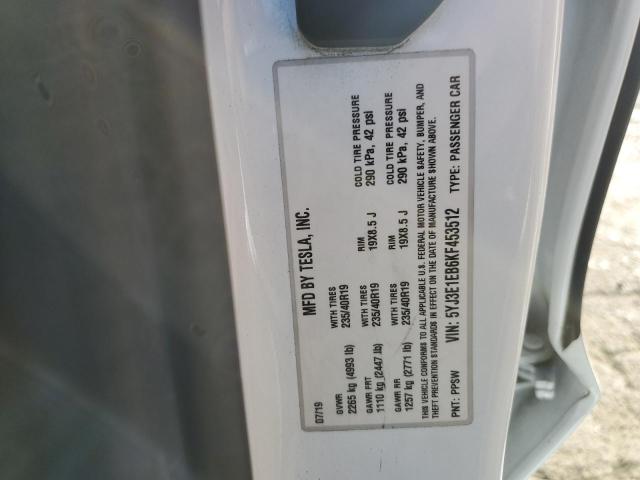 07/19 MFD BY TESLA, INC.
GVWR WITH TIRES RIM COLD TIRE PRESSURE
2265 kg (4993 lb) 235/40R19 19X8.5 J 290 kPa, 42 psi
GAWR FRT WITH TIRES RIM COLD TIRE PRESSURE
1110 kg (2447 lb) 235/40R19 19X8.5 J 290 kPa, 42 psi
GAWR RR WITH TIRES
1257 kg (2771 lb) 235/40R19
THIS VEHICLE CONFORMS TO ALL APPLICABLE U.S. FEDERAL MOTOR VEHICLE SAFETY, BUMPER, AND
THEFT PREVENTION STANDARDS IN EFFECT ON THE DATE OF MANUFACTURE SHOWN ABOVE.
PNT: PPSW VIN: 5YJ3E1EB6KF453512 TYPE: PASSENGER CAR